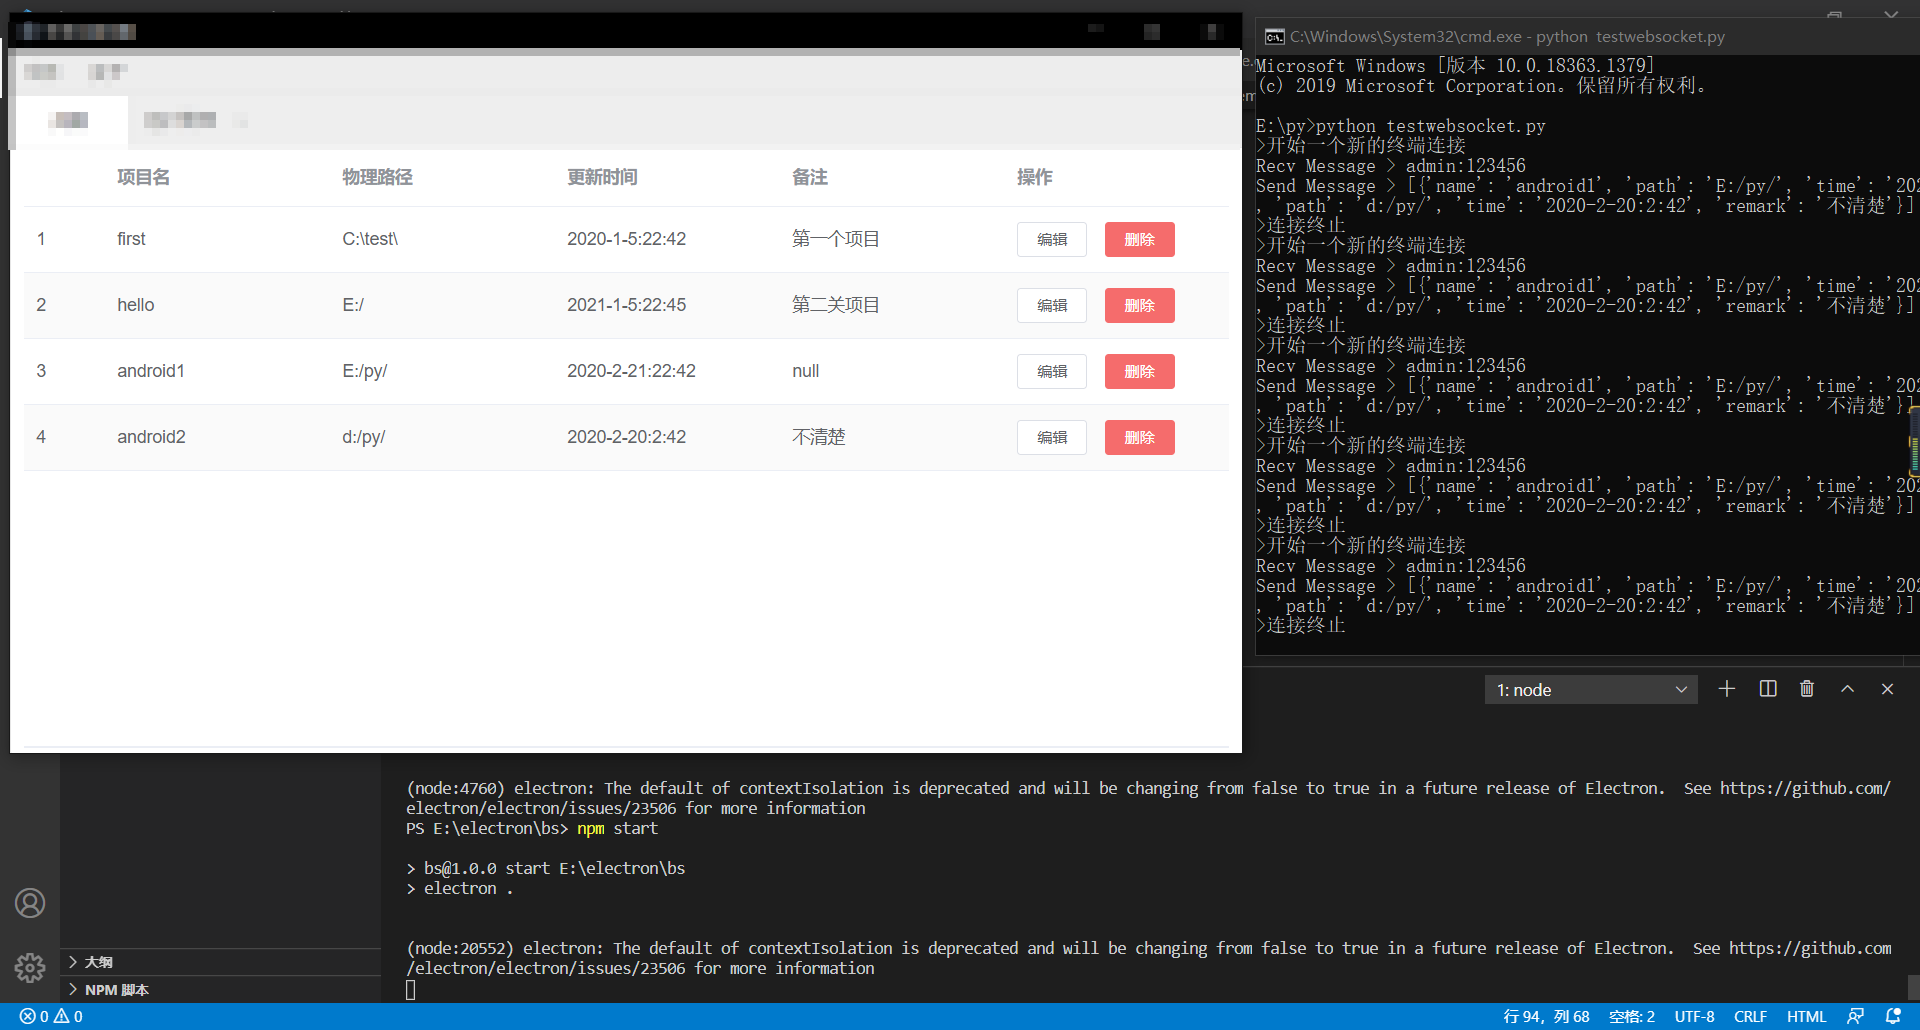 项目名 物理路径 更新时间 备注 操作
1 first C:\test\ 2020-1-5:22:42 第一个项目 编辑 删除
2 hello E:/ 2021-1-5:22:45 第二关项目 编辑 删除
3 android1 E:/py/ 2020-2-21:22:42 null 编辑 删除
4 android2 d:/py/ 2020-2-20:2:42 不清楚 编辑 删除
C:\Windows\System32\cmd.exe - python testwebsocket.py
Microsoft Windows [版本 10.0.18363.1379]
(c) 2019 Microsoft Corporation。保留所有权利。
E:\py>python testwebsocket.py
>开始一个新的终端连接
Recv Message > admin:123456
Send Message > [{'name': 'android1', 'path': 'E:/py/', 'time': '202
, 'path': 'd:/py/', 'time': '2020-2-20:2:42', 'remark': '不清楚'}]
>连接终止
>开始一个新的终端连接
Recv Message > admin:123456
Send Message > [{'name': 'android1', 'path': 'E:/py/', 'time': '202
, 'path': 'd:/py/', 'time': '2020-2-20:2:42', 'remark': '不清楚'}]
>连接终止
>开始一个新的终端连接
Recv Message > admin:123456
Send Message > [{'name': 'android1', 'path': 'E:/py/', 'time': '202
, 'path': 'd:/py/', 'time': '2020-2-20:2:42', 'remark': '不清楚'}]
>连接终止
>开始一个新的终端连接
Recv Message > admin:123456
Send Message > [{'name': 'android1', 'path': 'E:/py/', 'time': '202
, 'path': 'd:/py/', 'time': '2020-2-20:2:42', 'remark': '不清楚'}]
>连接终止
>开始一个新的终端连接
Recv Message > admin:123456
Send Message > [{'name': 'android1', 'path': 'E:/py/', 'time': '202
, 'path': 'd:/py/', 'time': '2020-2-20:2:42', 'remark': '不清楚'}]
>连接终止
1: node
(node:4760) electron: The default of contextIsolation is deprecated and will be changing from false to true in a future release of Electron.  See https://github.com/
electron/electron/issues/23506 for more information
PS E:\electron\bs> npm start
> bs@1.0.0 start E:\electron\bs
> electron .
(node:20552) electron: The default of contextIsolation is deprecated and will be changing from false to true in a future release of Electron.  See https://github.com
/electron/electron/issues/23506 for more information
大纲
NPM 脚本
0 0 行 94，列 68 空格: 2 UTF-8 CRLF HTML